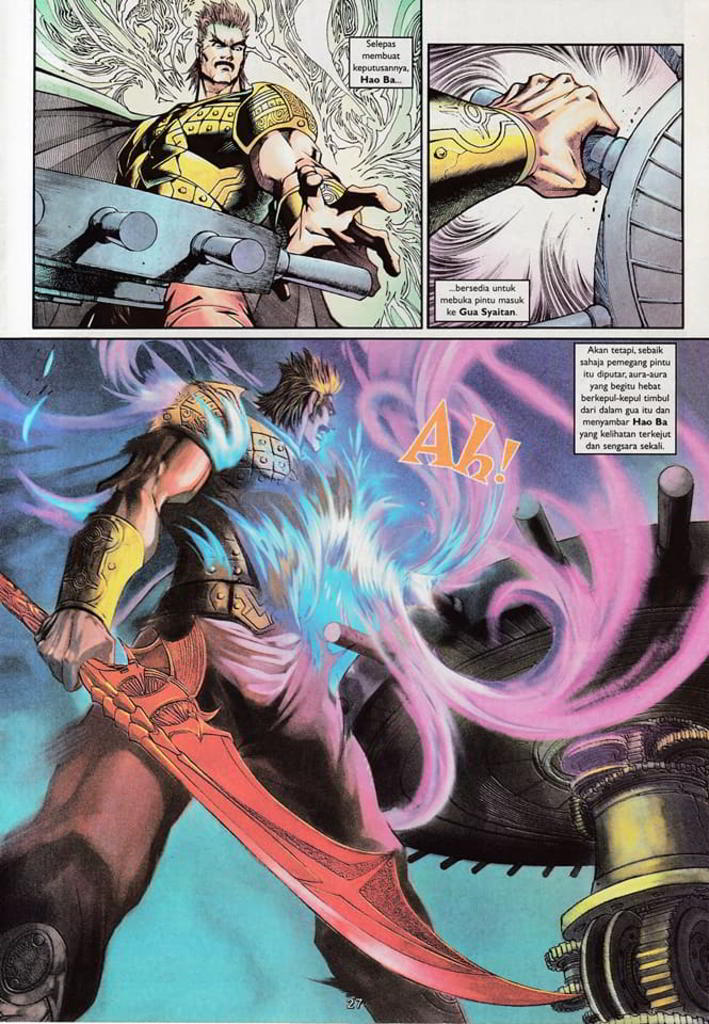 Selepas
membuat
keputusannya,
Hao Ba...
...bersedia untuk
mebuka pintu masuk
ke Gua Syaitan.
Akan tetapi, sebaik
sahaja pemegang pintu
itu diputar, aura-aura
yang begitu hebat
berkepul-kepul timbul
dari dalam gua itu dan
menyambar Hao Ba
yang kelihatan terkejut
dan sengsara sekali.
Ah!
27